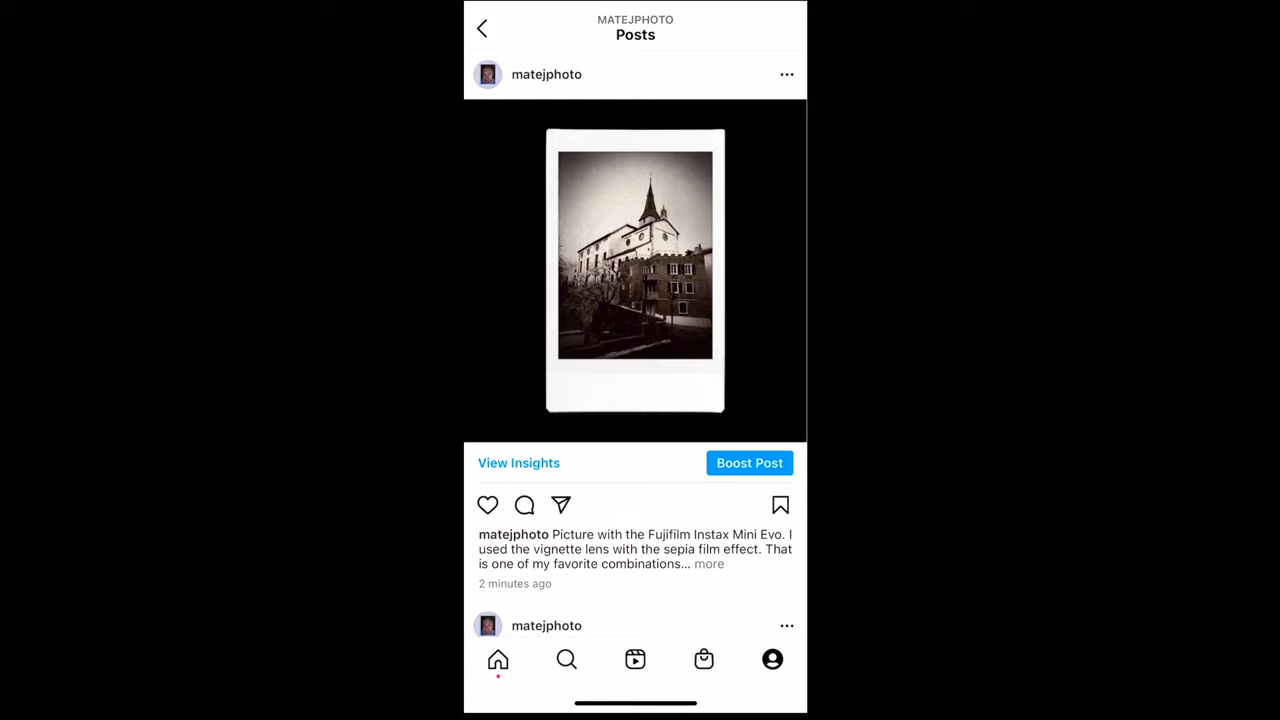 MATEJPHOTO
Posts
matejphoto
View Insights
Boost Post
matejphoto Picture with the Fujifilm Instax Mini Evo. I
used the vignette lens with the sepia film effect. That
is one of my favorite combinations... more
2 minutes ago
matejphoto